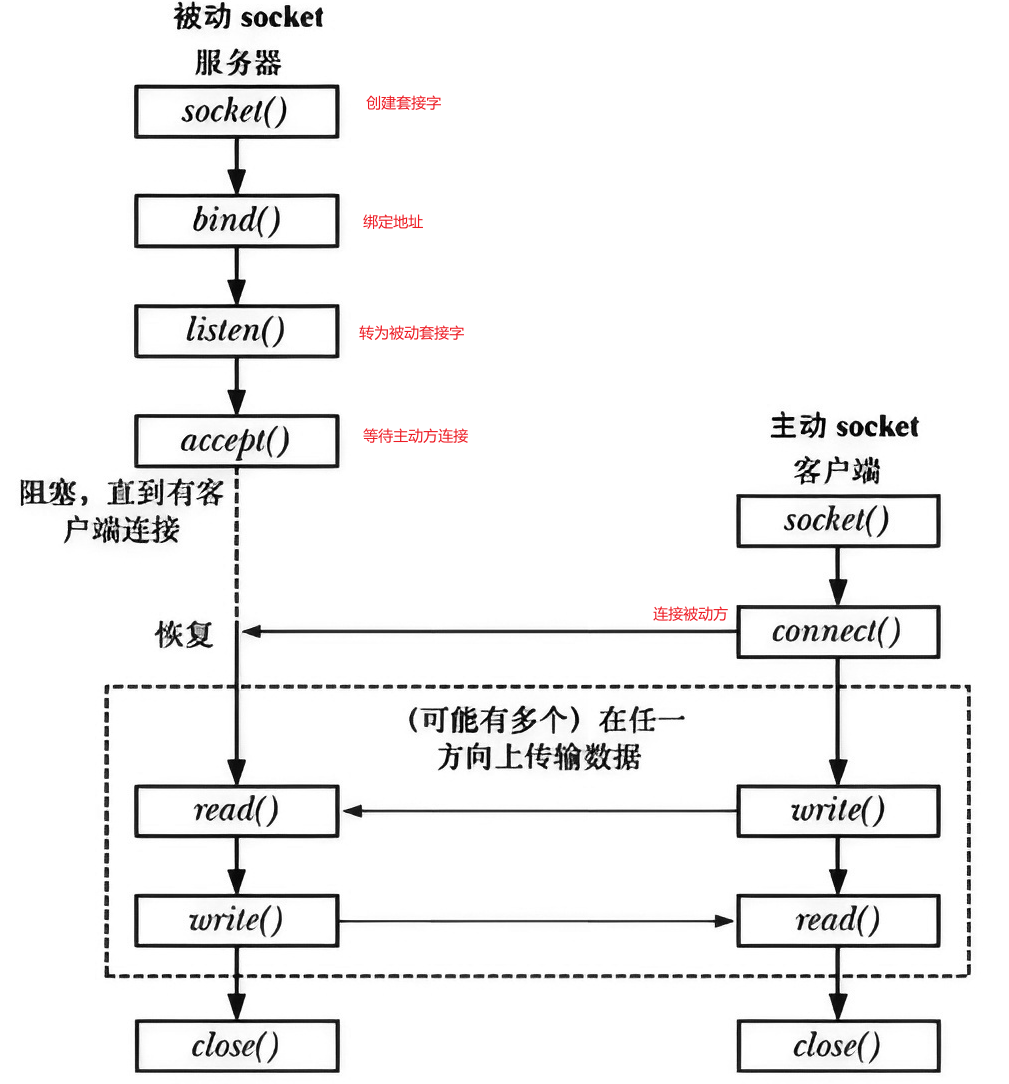 被动 socket
服务器
socket()
创建套接字
bind()
绑定地址
listen()
转为被动套接字
accept()
等待主动方连接
阻塞，直到有客
户端连接
主动 socket
客户端
socket()
连接被动方
connect()
恢复
（可能有多个）在任一
方向上传输数据
read()
write()
write()
read()
close()
close()